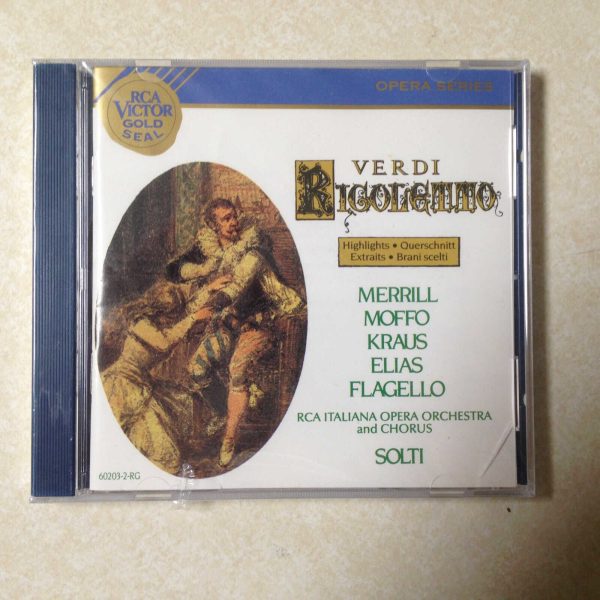 RCA
VICTOR
GOLD
SEAL
OPERA SERIES
VERDI
RIGOLETTO
Highlights • Querschnitt
Extraits • Brani scelti
MERRILL
MOFFO
KRAUS
ELIAS
FLAGELLO
RCA ITALIANA OPERA ORCHESTRA
and CHORUS
SOLTI
60203-2-RG